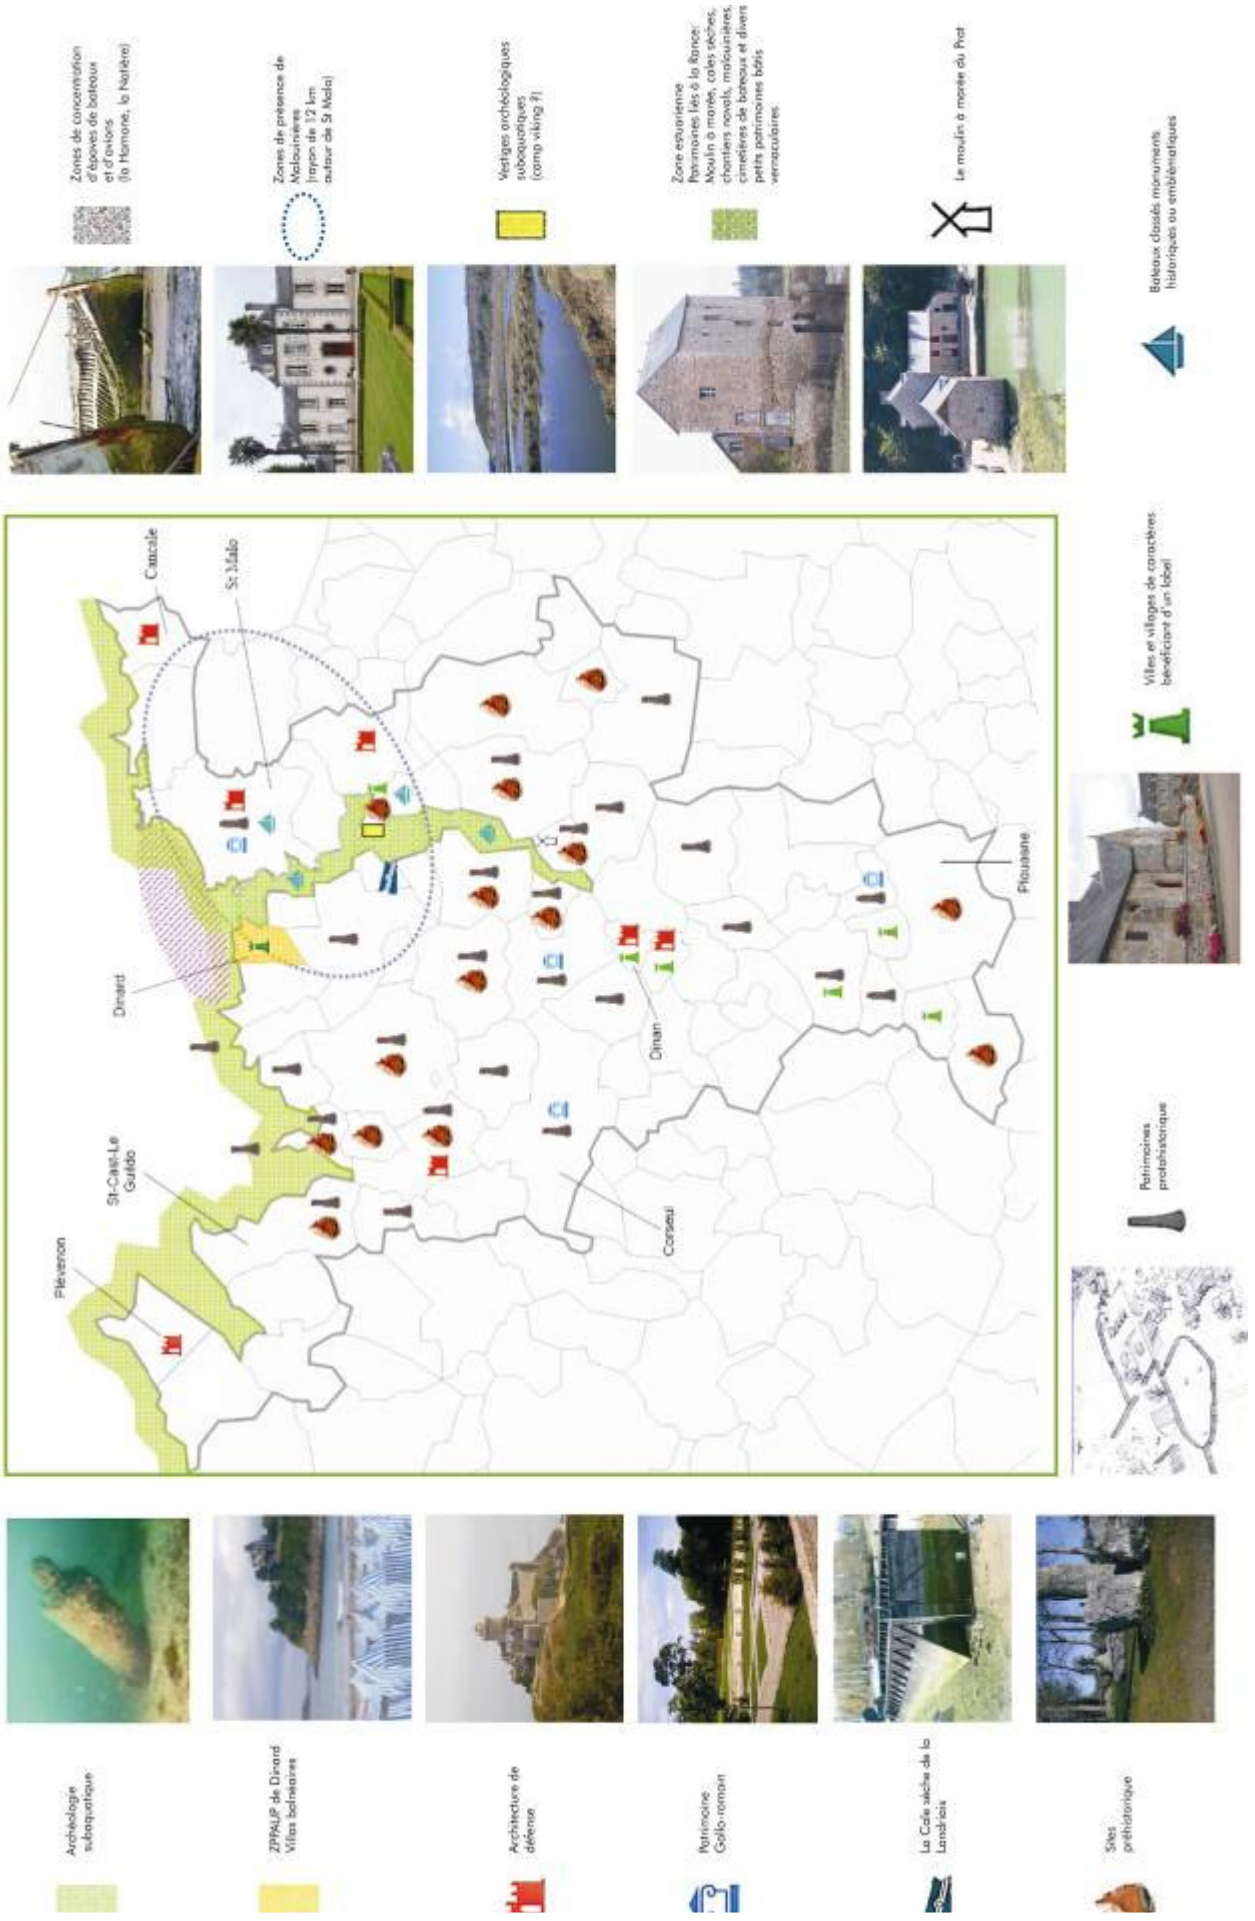 Archéologie
subaquatique
ZPPAUP de Dinard
Villas balnéaires
Architecture de
défense
Patrimoine
Gallo-romain
La Cale sèche de la
Landriais
Sites
préhistorique
Plévenon
St-Cast-Le
Guildo
Dinard
Cancale
St Malo
Corseul
Dinan
Plouasne
Zones de concentration
d'épaves de bateaux
et d'avions
(la Hamone, la Natière)
Zones de présence de
Malouinières
(rayon de 12 km
autour de St Malo)
Vestiges archéologiques
subaquatiques
(camp viking ?)
Zone estuarienne
Patrimoines liés à la Rance:
Moulin à marée, cales sèches,
chantiers navals, malouinières,
cimetières de bateaux et divers
petits patrimoines bâtis
vernaculaires
Le moulin à marée du Prat
Patrimoines
protohistorique
Villes et villages de caractères
bénéficiant d'un label
Bateaux classés monuments
historiques ou emblématiques